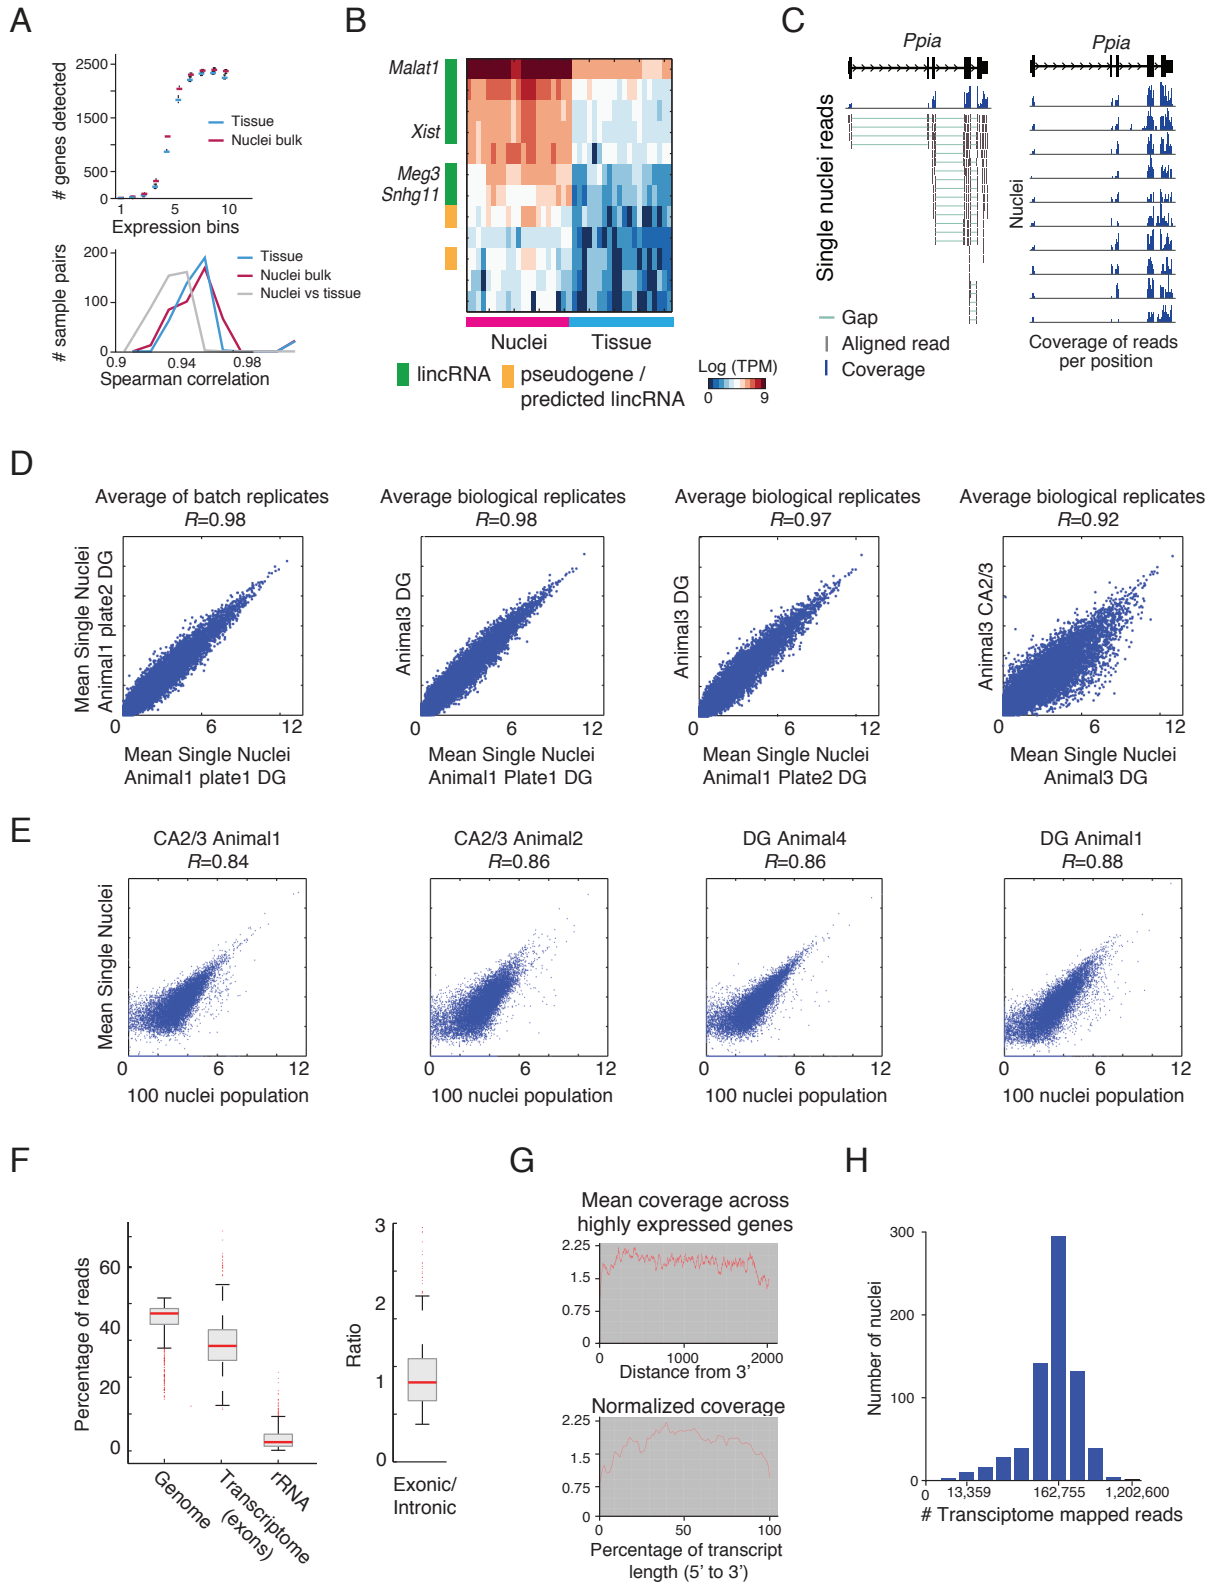 A
# genes detected
2500
1500
500
0
1
5
10
Expression bins
Tissue
Nuclei bulk
# sample pairs
200
100
0
0.9
0.94
0.98
Spearman correlation
Tissue
Nuclei bulk
Nuclei vs tissue
B
Malat1
Xist
Meg3
Snhg11
Nuclei
Tissue
lincRNA
pseudogene /
predicted lincRNA
Log (TPM)
0
9
C
Ppia
Ppia
Single nuclei reads
Nuclei
Gap
Aligned read
Coverage
Coverage of reads
per position
D
Average of batch replicates
R=0.98
Mean Single Nuclei
Animal1 plate2 DG
0
6
12
Mean Single Nuclei
Animal1 plate1 DG
Average biological replicates
R=0.98
Animal3 DG
0
6
12
Mean Single Nuclei
Animal1 Plate1 DG
Average biological replicates
R=0.97
Animal3 DG
0
6
12
Mean Single Nuclei
Animal1 Plate2 DG
Average biological replicates
R=0.92
Animal3 CA2/3
0
6
12
Mean Single Nuclei
Animal3 DG
E
CA2/3 Animal1
R=0.84
Mean Single Nuclei
0
6
12
100 nuclei population
CA2/3 Animal2
R=0.86
0
6
12
100 nuclei population
DG Animal4
R=0.86
0
6
12
100 nuclei population
DG Animal1
R=0.88
0
6
12
100 nuclei population
F
Percentage of reads
60
40
20
0
Genome
Transcriptome
(exons)
rRNA
Ratio
3
2
1
0
Exonic/
Intronic
G
Mean coverage across
highly expressed genes
2.25
1.5
0.75
0
0
1000
2000
Distance from 3'
Normalized coverage
2.25
1.5
0.75
0
0
50
100
Percentage of transcript
length (5' to 3')
H
Number of nuclei
300
200
100
0
0
13,359
162,755
1,202,600
# Transciptome mapped reads